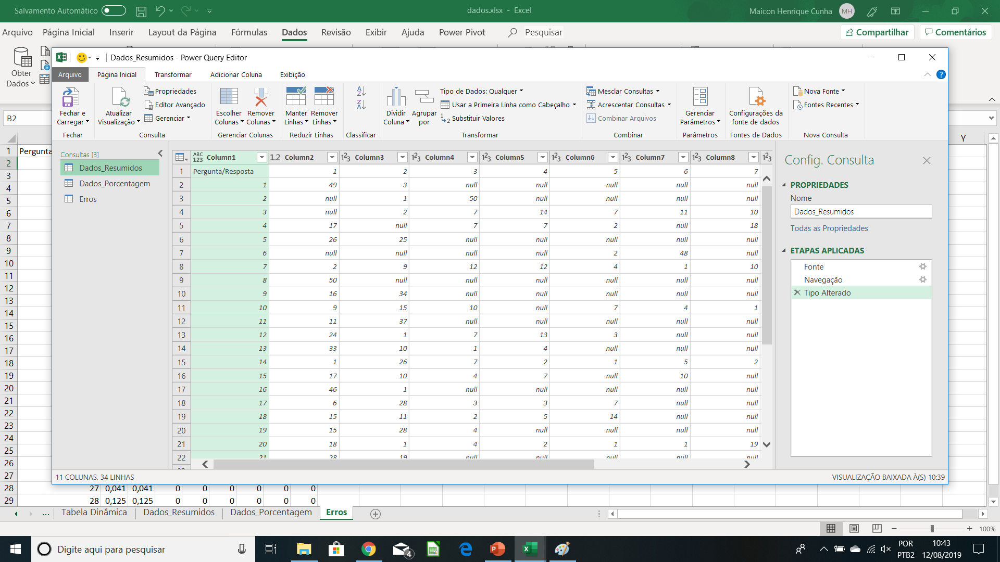 Salvamento Automático
dados.xlsx - Excel
Maicon Henrique Cunha MH
Arquivo Página Inicial Inserir Layout da Página Fórmulas Dados Revisão Exibir Ajuda Power Pivot Pesquisar Compartilhar Comentários
Obter
Dados
Dados_Resumidos - Power Query Editor
Arquivo Página Inicial Transformar Adicionar Coluna Exibição
Fechar e
Carregar
Fechar
Atualizar
Visualização
Propriedades
Editor Avançado
Gerenciar
Consulta
Escolher
Colunas
Remover
Colunas
Gerenciar Colunas
Manter
Linhas
Remover
Linhas
Reduzir Linhas
Classificar
Dividir
Coluna
Agrupar
por
Tipo de Dados: Qualquer
Usar a Primeira Linha como Cabeçalho
Substituir Valores
Transformar
Mesclar Consultas
Acrescentar Consultas
Combinar Arquivos
Combinar
Gerenciar
Parâmetros
Parâmetros
Configurações da
fonte de dados
Fontes de Dados
Nova Fonte
Fontes Recentes
Nova Consulta
B2
Y
1 Pergunta
2
3
4
5
6
7
8
9
10
11
12
13
14
15
16
17
18
19
20
21
22
23
24
25
26
27
Consultas [3]
Dados_Resumidos
Dados_Porcentagem
Erros
ABC 123 Column1 1.2 Column2 123 Column3 123 Column4 123 Column5 123 Column6 123 Column7 123 Column8 123
1 Pergunta/Resposta 1 2 3 4 5 6 7
2 1 49 3 null null null null null
3 2 null 1 50 null null null null
4 3 null 2 7 14 7 11 10
5 4 17 null 7 7 2 null 18
6 5 26 25 null null null null null
7 6 null null null null 2 48 null
8 7 2 9 12 12 4 1 10
9 8 50 null null null null null null
10 9 16 34 null null null null null
11 10 9 15 10 null 7 4 1
12 11 11 37 null null null null null
13 12 24 1 7 13 3 null null
14 13 33 10 1 4 null null null
15 14 1 26 7 2 1 5 2
16 15 17 10 4 7 null 10 null
17 16 46 1 null null null null null
18 17 6 28 3 3 7 null null
19 18 15 11 2 5 14 null null
20 19 15 28 4 null null null null
21 20 18 1 4 2 1 1 19
22 21 28 19 null null null null null
Config. Consulta
PROPRIEDADES
Nome
Dados_Resumidos
Todas as Propriedades
ETAPAS APLICADAS
Fonte
Navegação
Tipo Alterado
11 COLUNAS, 34 LINHAS
VISUALIZAÇÃO BAIXADA À(S) 10:39
28 27 0,041 0,041 0 0 0 0 0 0
29 28 0,125 0,125 0 0 0 0 0 0
... Tabela Dinâmica Dados_Resumidos Dados_Porcentagem Erros
100%
Digite aqui para pesquisar
4
POR
PTB2
10:43
12/08/2019